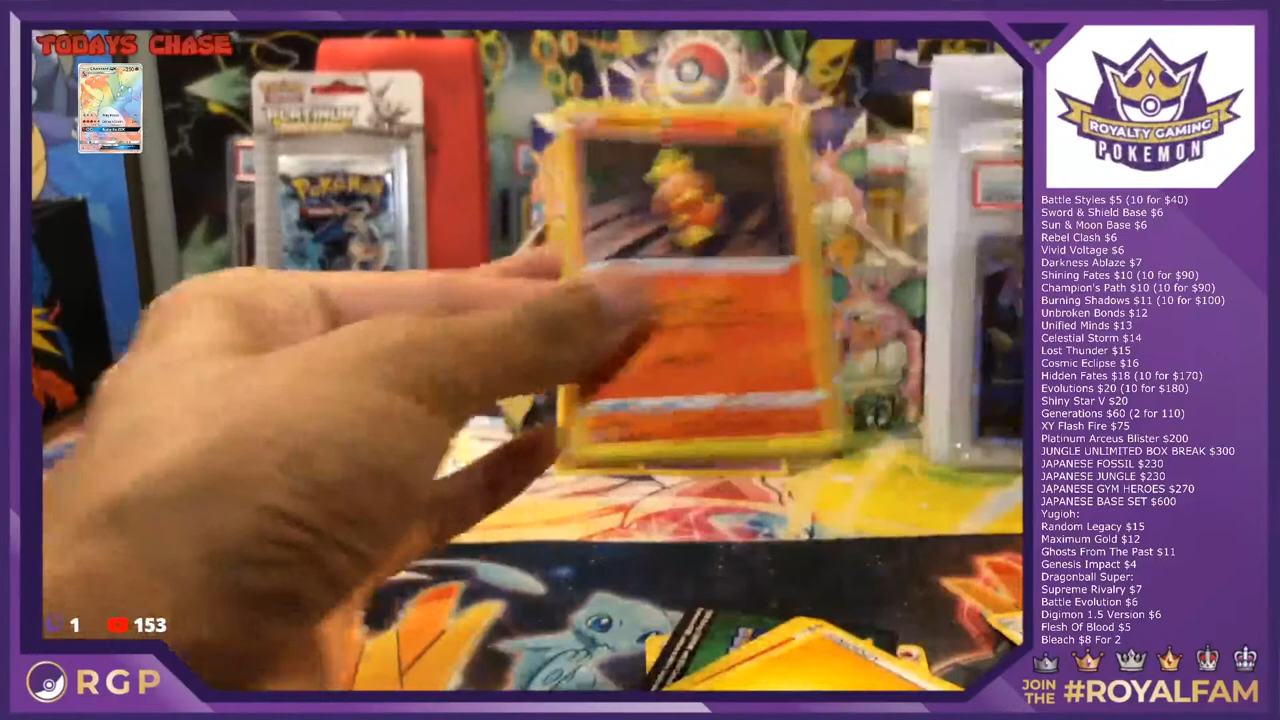 TODAYS CHASE
PLATINUM
POKéMON
ROYALTY GAMING
POKEMON
Battle Styles $5 (10 for $40)
Sword & Shield Base $6
Sun & Moon Base $6
Rebel Clash $6
Vivid Voltage $6
Darkness Ablaze $7
Shining Fates $10 (10 for $90)
Champion's Path $10 (10 for $90)
Burning Shadows $11 (10 for $100)
Unbroken Bonds $12
Unified Minds $13
Celestial Storm $14
Lost Thunder $15
Cosmic Eclipse $16
Hidden Fates $18 (10 for $170)
Evolutions $20 (10 for $180)
Shiny Star V $20
Generations $60 (2 for 110)
XY Flash Fire $75
Platinum Arceus Blister $200
JUNGLE UNLIMITED BOX BREAK $300
JAPANESE FOSSIL $230
JAPANESE JUNGLE $230
JAPANESE GYM HEROES $270
JAPANESE BASE SET $600
Yugioh:
Random Legacy $15
Maximum Gold $12
Ghosts From The Past $11
Genesis Impact $4
Dragonball Super:
Supreme Rivalry $7
Battle Evolution $6
Digimon 1.5 Version $6
Flesh Of Blood $5
Bleach $8 For 2
1
153
RGP
JOIN
THE
#ROYALFAM